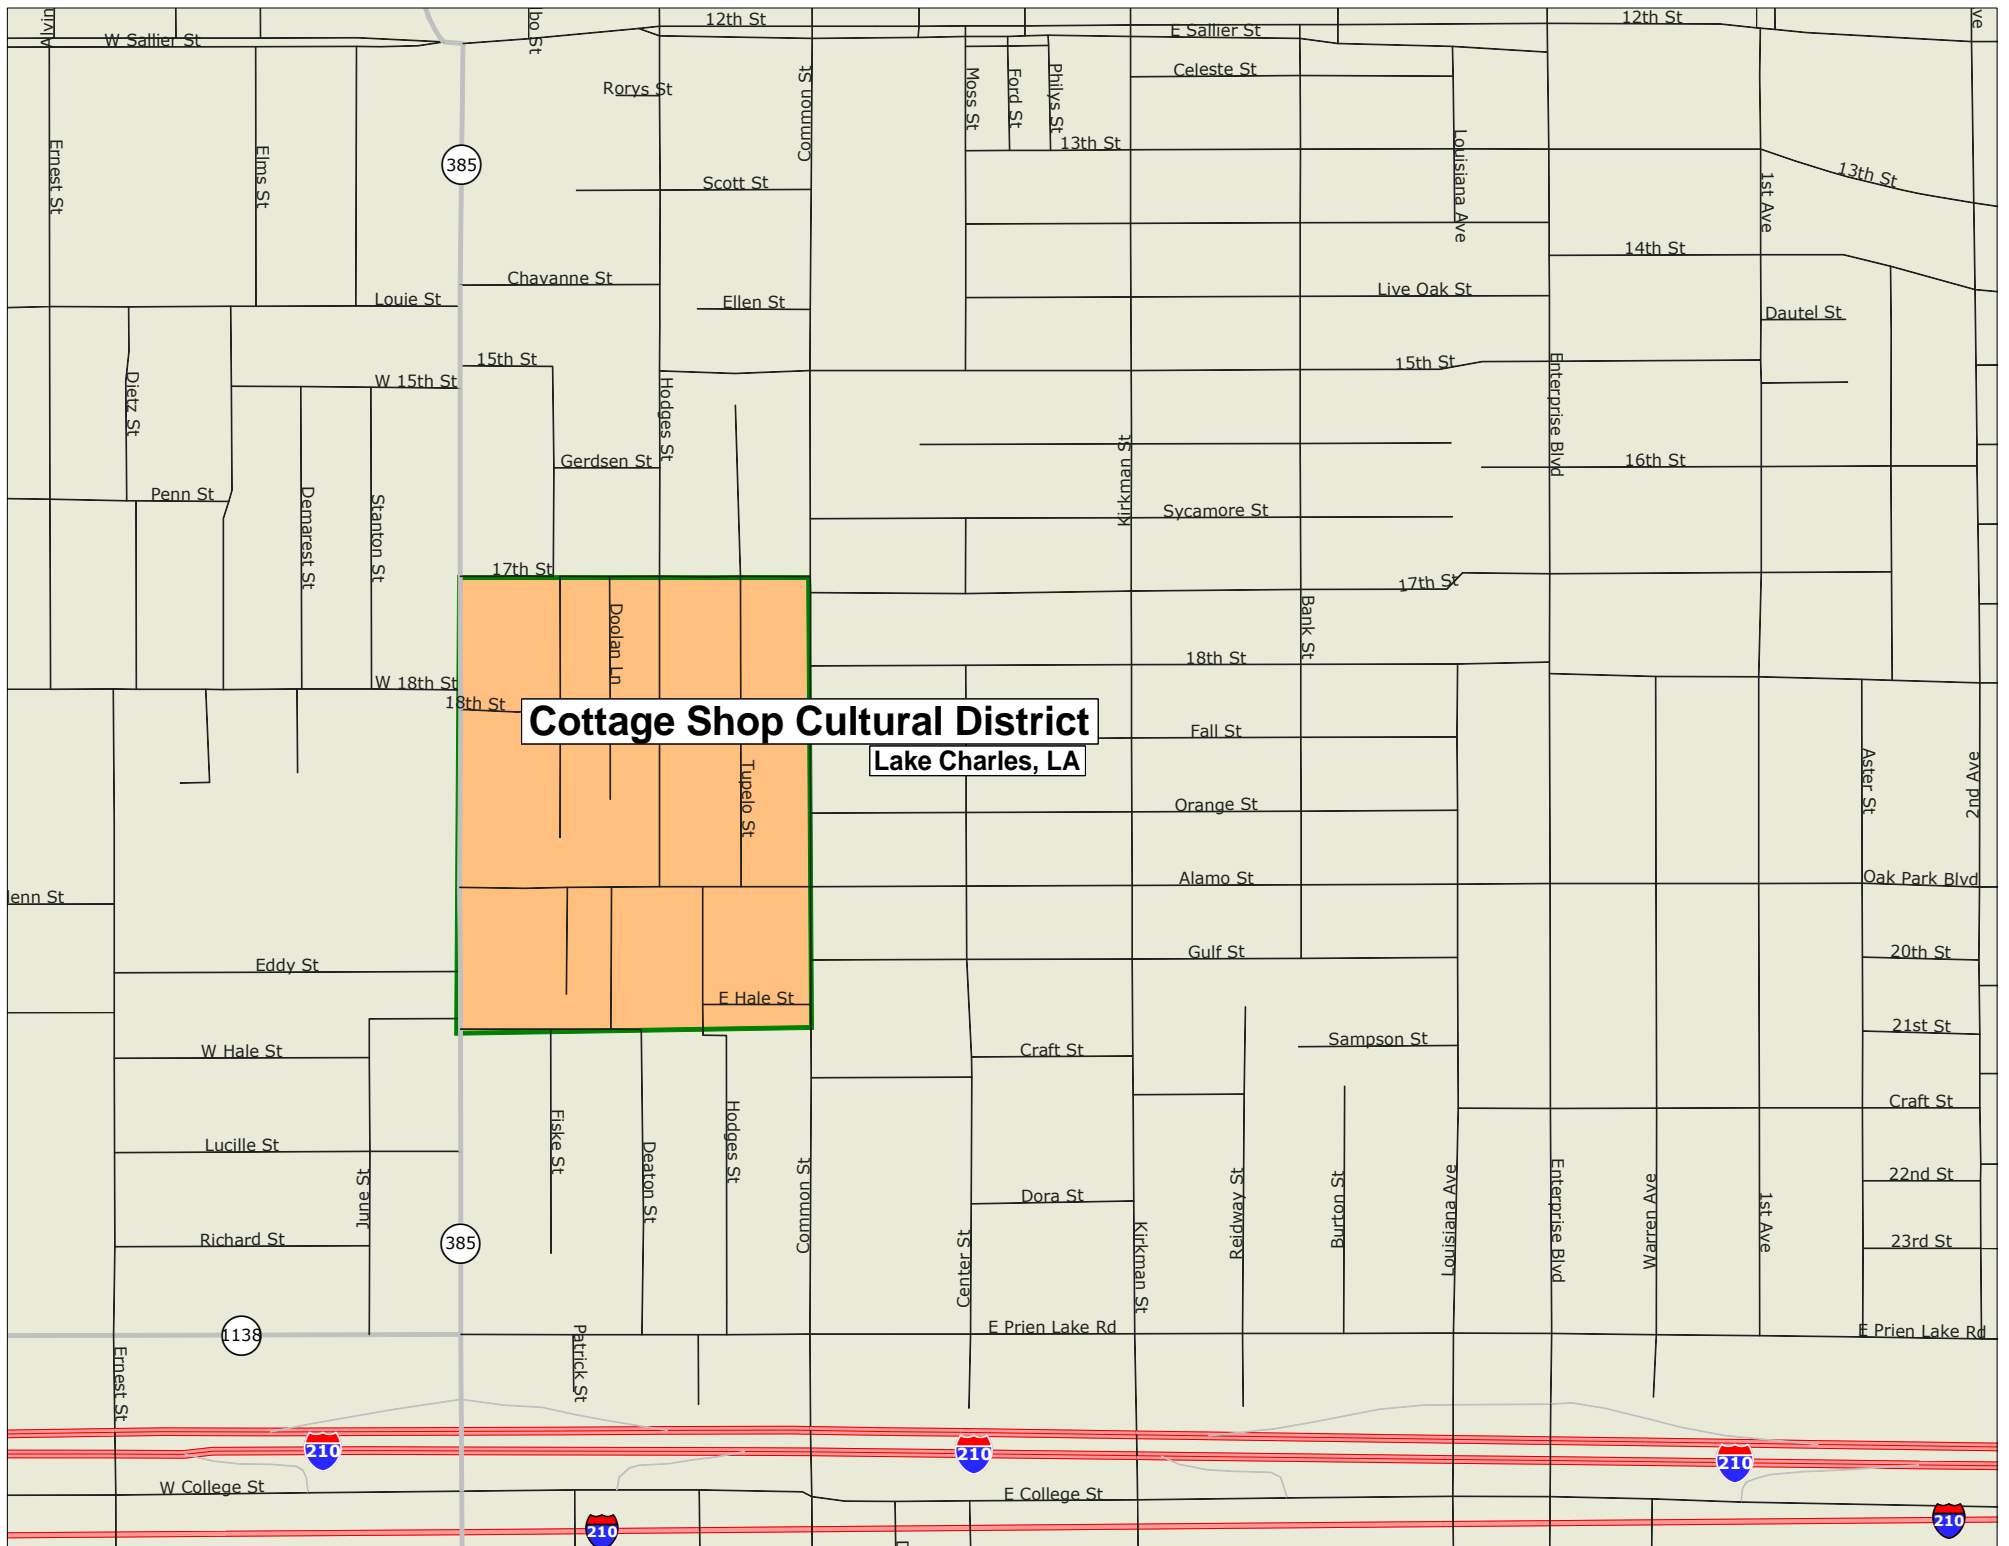 12th St
12th St
W Sallier St
E Sallier St
Celeste St
Rorys St
Moss St
Ford St
Philys St
Common St
13th St
Louisiana Ave
Ernest St
Elms St
385
Scott St
1st Ave
13th St
14th St
Chavanne St
Louie St
Ellen St
Live Oak St
Dautel St
15th St
15th St
W 15th St
Dietz St
Hodges St
Enterprise Blvd
Gerdsen St
Kirkman St
16th St
Penn St
Demarest St
Stanton St
Sycamore St
17th St
17th St
Doolan Ln
Bank St
18th St
W 18th St
18th St
Cottage Shop Cultural District
Lake Charles, LA
Fall St
Tupelo St
Aster St
2nd Ave
Orange St
Alamo St
Oak Park Blvd
lenn St
Gulf St
20th St
Eddy St
E Hale St
21st St
W Hale St
Craft St
Sampson St
Craft St
Fiske St
Deaton St
Hodges St
Lucille St
June St
Common St
22nd St
Dora St
Richard St
385
Center St
Kirkman St
Reidway St
Burton St
Louisiana Ave
Enterprise Blvd
Warren Ave
1st Ave
23rd St
1138
E Prien Lake Rd
E Prien Lake Rd
Ernest St
Patrick St
210
210
210
W College St
E College St
210
210